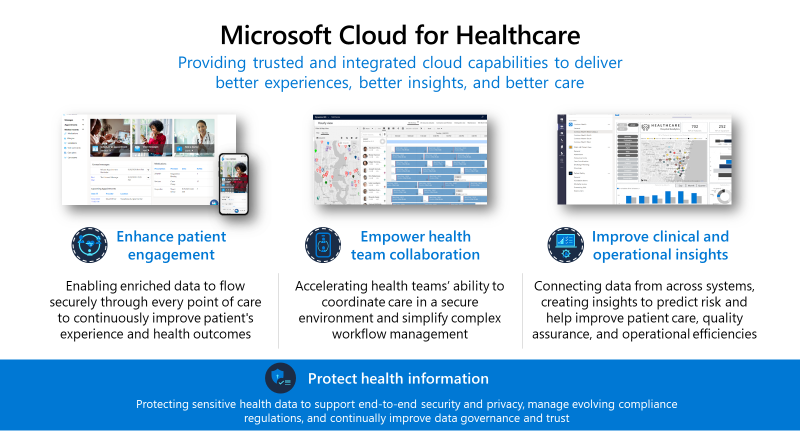 Microsoft Cloud for Healthcare
Providing trusted and integrated cloud capabilities to deliver
better experiences, better insights, and better care
HEALTHCARE
702
253
Enhance patient
engagement
Enabling enriched data to flow
securely through every point of care
to continuously improve patient's
experience and health outcomes
Empower health
team collaboration
Accelerating health teams' ability to
coordinate care in a secure
environment and simplify complex
workflow management
Improve clinical and
operational insights
Connecting data from across systems,
creating insights to predict risk and
help improve patient care, quality
assurance, and operational efficiencies
Protect health information
Protecting sensitive health data to support end-to-end security and privacy, manage evolving compliance
regulations, and continually improve data governance and trust